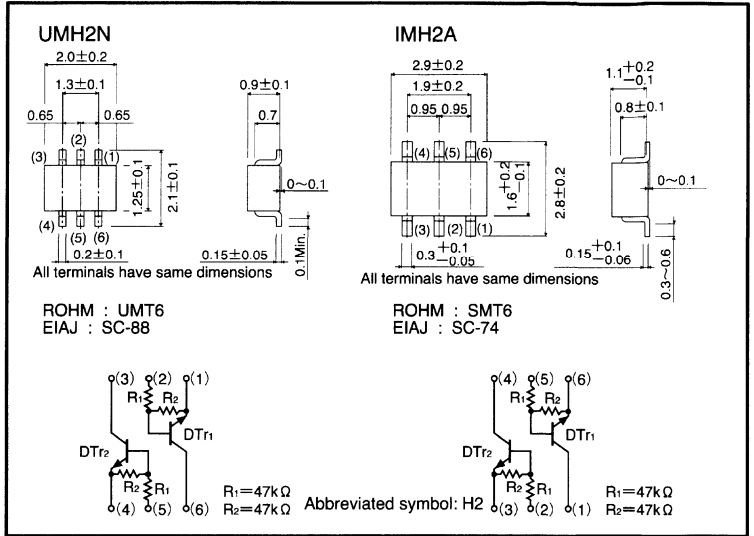 UMH2N
2.0±0.2
1.3±0.1
0.65
0.65
(2)
(3)
(1)
(4)
(5)
(6)
0.2±0.1
1.25±0.1
2.1±0.1
0.9±0.1
0.7
0~0.1
0.15±0.05
0.1Min.
All terminals have same dimensions
ROHM : UMT6
EIAJ : SC-88
IMH2A
2.9±0.2
1.9±0.2
0.95
0.95
(4)
(5)
(6)
(3)
(2)
(1)
0.3+0.1−0.05
1.6+0.2−0.1
2.8±0.2
1.1+0.2−0.1
0.8±0.1
0~0.1
0.15+0.1−0.06
0.3~0.6
All terminals have same dimensions
ROHM : SMT6
EIAJ : SC-74
(3)
(2)
(1)
R1
R2
DTr1
DTr2
R2
R1
(4)
(5)
(6)
R1=47kΩ
R2=47kΩ
Abbreviated symbol: H2
(4)
(5)
(6)
R1
R2
DTr1
DTr2
R2
R1
(3)
(2)
(1)
R1=47kΩ
R2=47kΩ